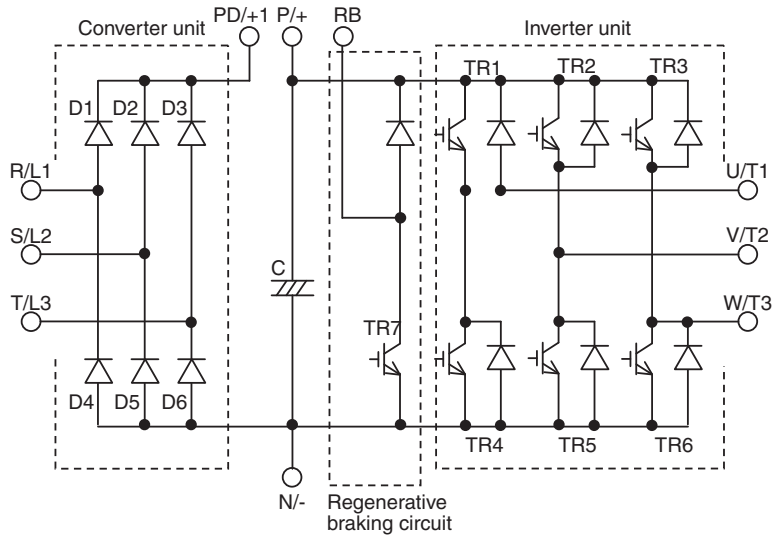 Converter unit
PD/+1
P/+
RB
Inverter unit
TR1
TR2
TR3
D1
D2
D3
R/L1
U/T1
S/L2
V/T2
C
T/L3
W/T3
TR7
D4
D5
D6
TR4
TR5
TR6
N/-
Regenerative
braking circuit